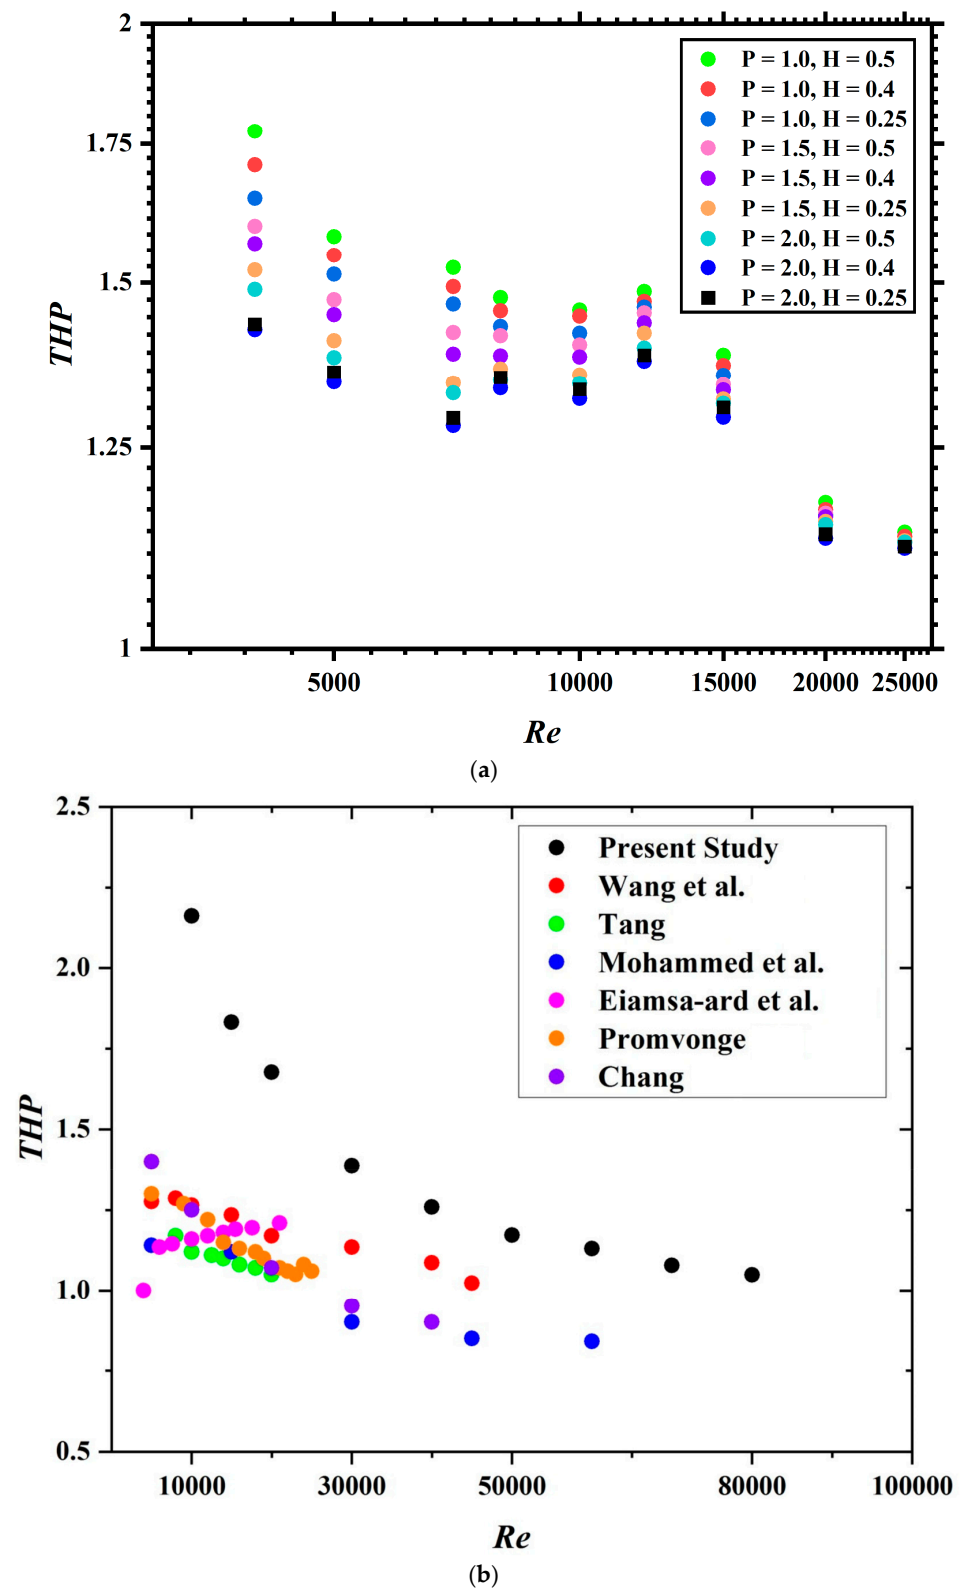 2
1.75
1.5
1.25
1
THP
P = 1.0, H = 0.5
P = 1.0, H = 0.4
P = 1.0, H = 0.25
P = 1.5, H = 0.5
P = 1.5, H = 0.4
P = 1.5, H = 0.25
P = 2.0, H = 0.5
P = 2.0, H = 0.4
P = 2.0, H = 0.25
5000 10000 15000 20000 25000
Re
(a)
2.5
2.0
1.5
1.0
0.5
THP
Present Study
Wang et al.
Tang
Mohammed et al.
Eiamsa-ard et al.
Promvonge
Chang
10000 30000 50000 80000 100000
Re
(b)